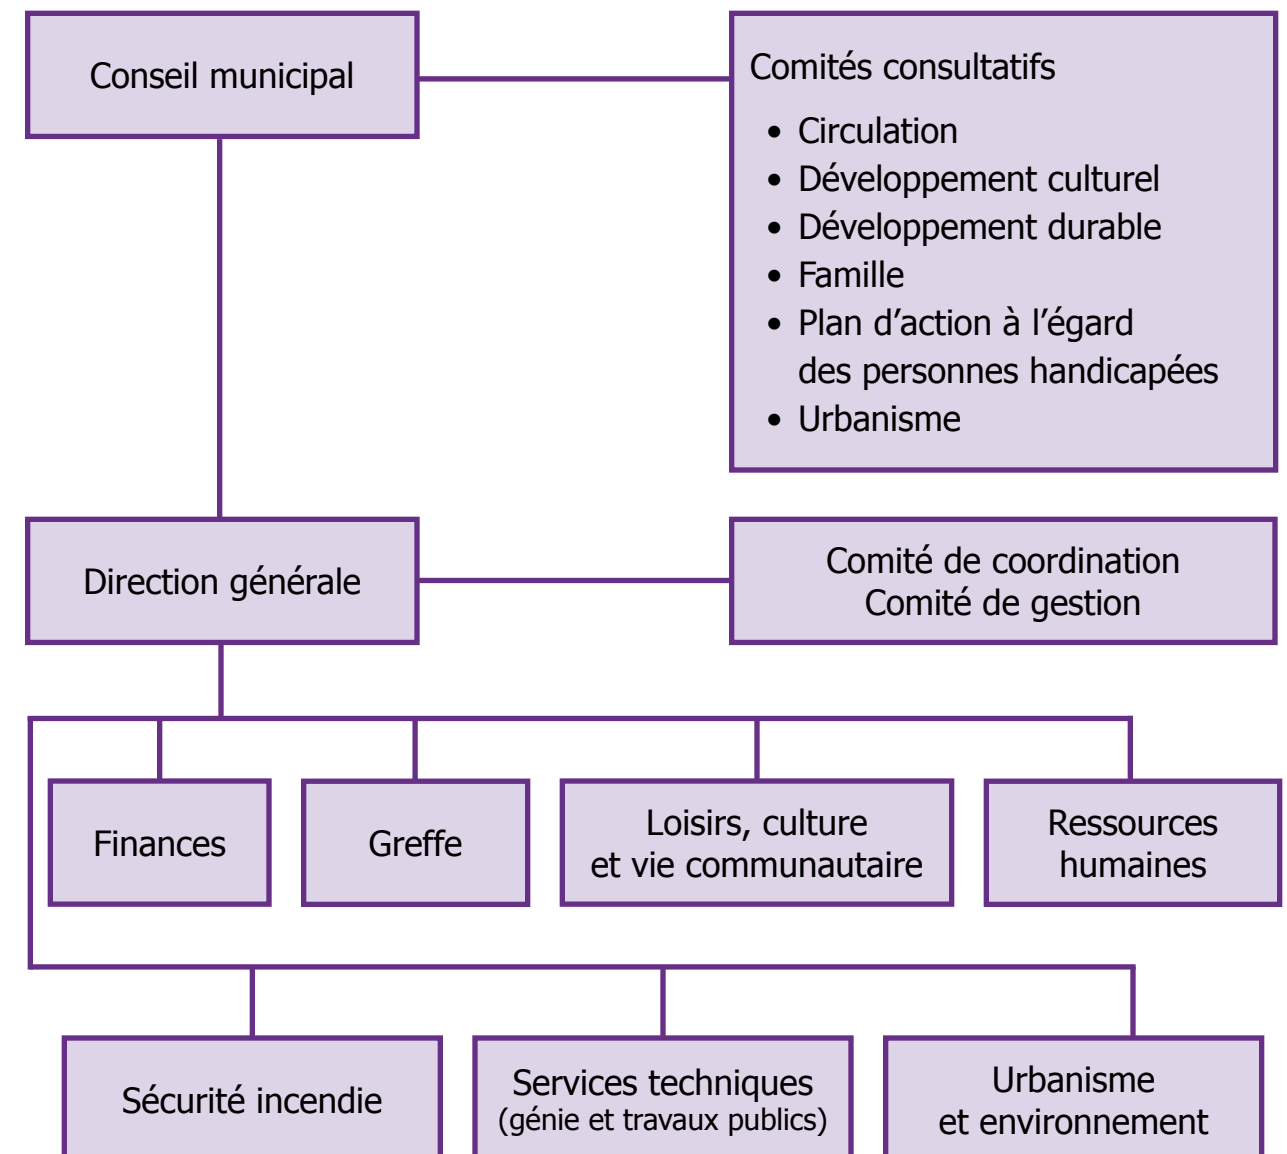 Conseil municipal
Comités consultatifs
• Circulation
• Développement culturel
• Développement durable
• Famille
• Plan d’action à l’égard
des personnes handicapées
• Urbanisme
Direction générale
Comité de coordination
Comité de gestion
Finances
Greffe
Loisirs, culture
et vie communautaire
Ressources
humaines
Sécurité incendie
Services techniques
(génie et travaux publics)
Urbanisme
et environnement